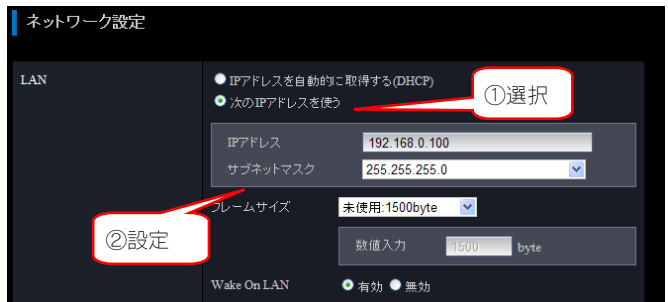 ネットワーク設定
LAN
IPアドレスを自動的に取得する(DHCP)
次のIPアドレスを使う
①選択
IPアドレス 192.168.0.100
サブネットマスク 255.255.255.0
フレームサイズ 未使用:1500byte
②設定
数値入力 1500 byte
Wake On LAN 有効 無効